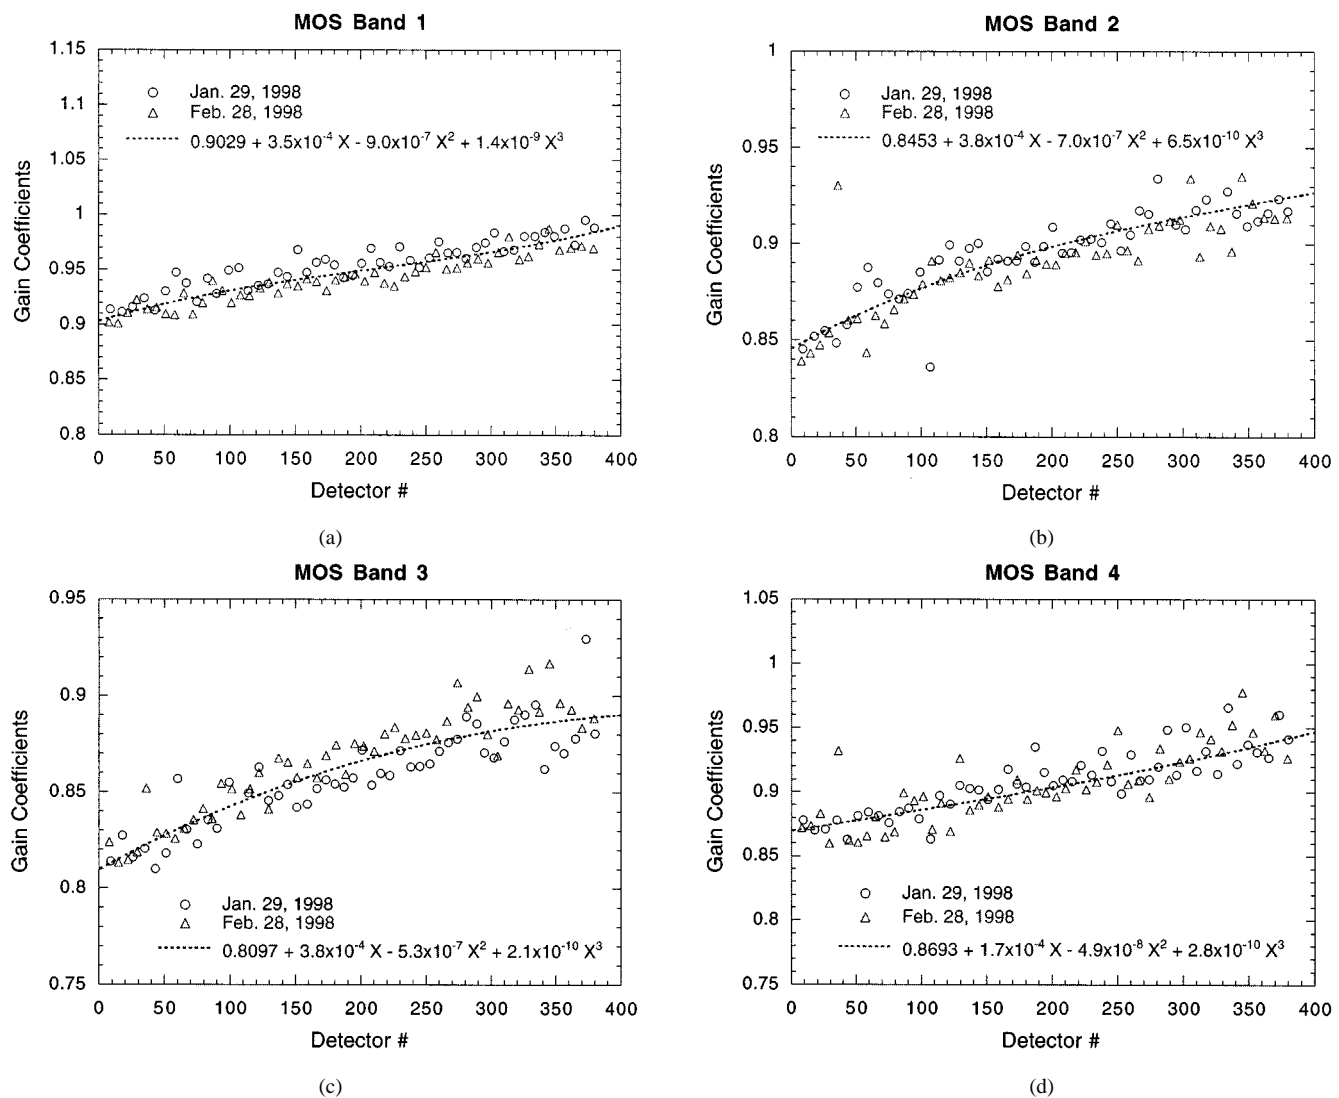 MOS Band 1
1.15
1.1
1.05
1
0.95
0.9
0.85
0.8
Gain Coefficients
Jan. 29, 1998
Feb. 28, 1998
0.9029 + 3.5x10⁻⁴ X - 9.0x10⁻⁷ X² + 1.4x10⁻⁹ X³
0 50 100 150 200 250 300 350 400
Detector #
(a)
MOS Band 2
1
0.95
0.9
0.85
0.8
Gain Coefficients
Jan. 29, 1998
Feb. 28, 1998
0.8453 + 3.8x10⁻⁴ X - 7.0x10⁻⁷ X² + 6.5x10⁻¹⁰ X³
0 50 100 150 200 250 300 350 400
Detector #
(b)
MOS Band 3
0.95
0.9
0.85
0.8
0.75
Gain Coefficients
Jan. 29, 1998
Feb. 28, 1998
0.8097 + 3.8x10⁻⁴ X - 5.3x10⁻⁷ X² + 2.1x10⁻¹⁰ X³
0 50 100 150 200 250 300 350 400
Detector #
(c)
MOS Band 4
1.05
1
0.95
0.9
0.85
0.8
0.75
Gain Coefficients
Jan. 29, 1998
Feb. 28, 1998
0.8693 + 1.7x10⁻⁴ X - 4.9x10⁻⁸ X² + 2.8x10⁻¹⁰ X³
0 50 100 150 200 250 300 350 400
Detector #
(d)